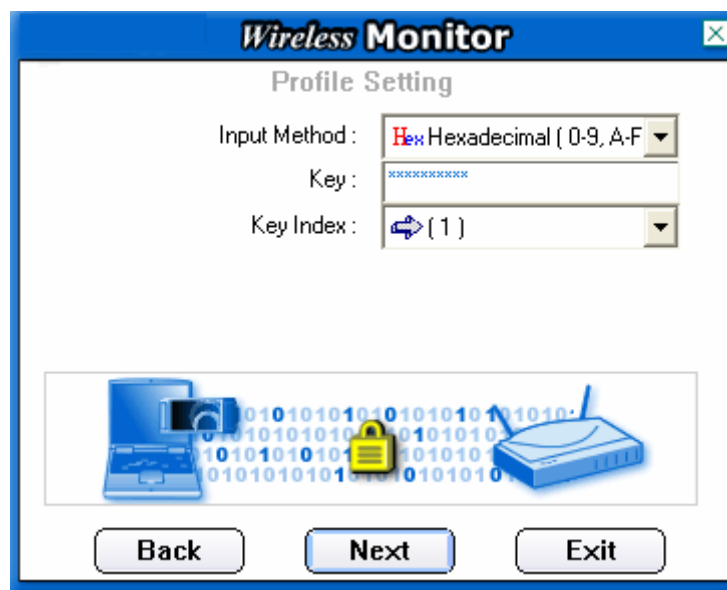 Wireless Monitor
Profile Setting
Input Method : Hex Hexadecimal ( 0-9, A-F
Key : **********
Key Index : ( 1 )
Back Next Exit